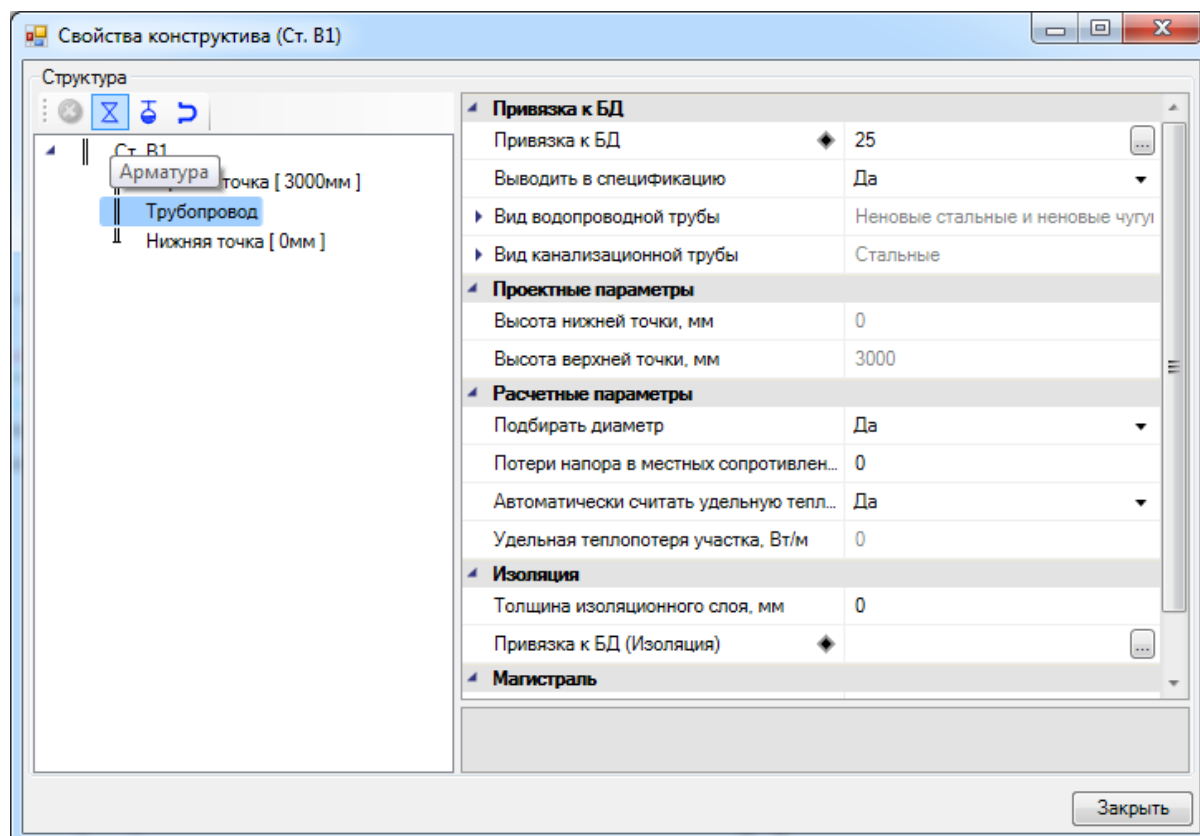 Свойства конструктива (Ст. В1)
Структура
Ст. В1
Арматура
точка [ 3000мм ]
Трубопровод
Нижняя точка [ 0мм ]
Привязка к БД
Привязка к БД 25 ...
Выводить в спецификацию Да
Вид водопроводной трубы Неновые стальные и неновые чугу
Вид канализационной трубы Стальные
Проектные параметры
Высота нижней точки, мм 0
Высота верхней точки, мм 3000
Расчетные параметры
Подбирать диаметр Да
Потери напора в местных сопротивлен... 0
Автоматически считать удельную тепл... Да
Удельная теплопотеря участка, Вт/м 0
Изоляция
Толщина изоляционного слоя, мм 0
Привязка к БД (Изоляция) ...
Магистраль
Закрыть